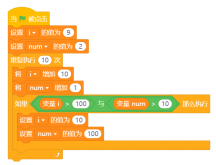 当 被点击
设置 i 的值为 9
设置 num 的值为 2
重复执行 10 次
将 i 增加 10
将 num 增加 1
如果 变量 i > 100 与 变量 num > 10 那么执行
设置 i 的值为 10
设置 num 的值为 100